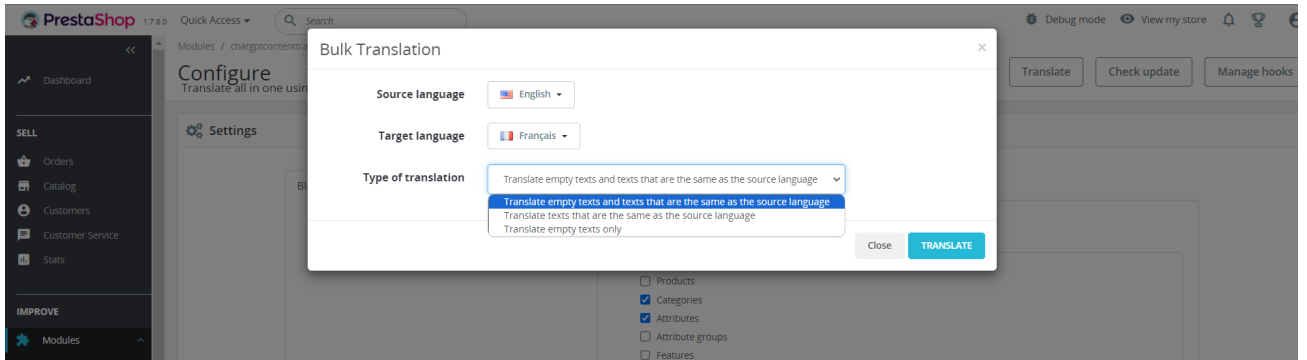 PrestaShop 1.7.8.0 Quick Access Search Debug mode View my store
Modules / chatgptcontenttra
Configure
Translate all in one usin
Translate Check update Manage hooks
Dashboard
SELL
Orders
Catalog
Customers
Customer Service
Stats
IMPROVE
Modules
Settings
BU
Bulk Translation ×
Source language English
Target language Français
Type of translation Translate empty texts and texts that are the same as the source language
Translate empty texts and texts that are the same as the source language
Translate texts that are the same as the source language
Translate empty texts only
Close TRANSLATE
Products
Categories
Attributes
Attribute groups
Features